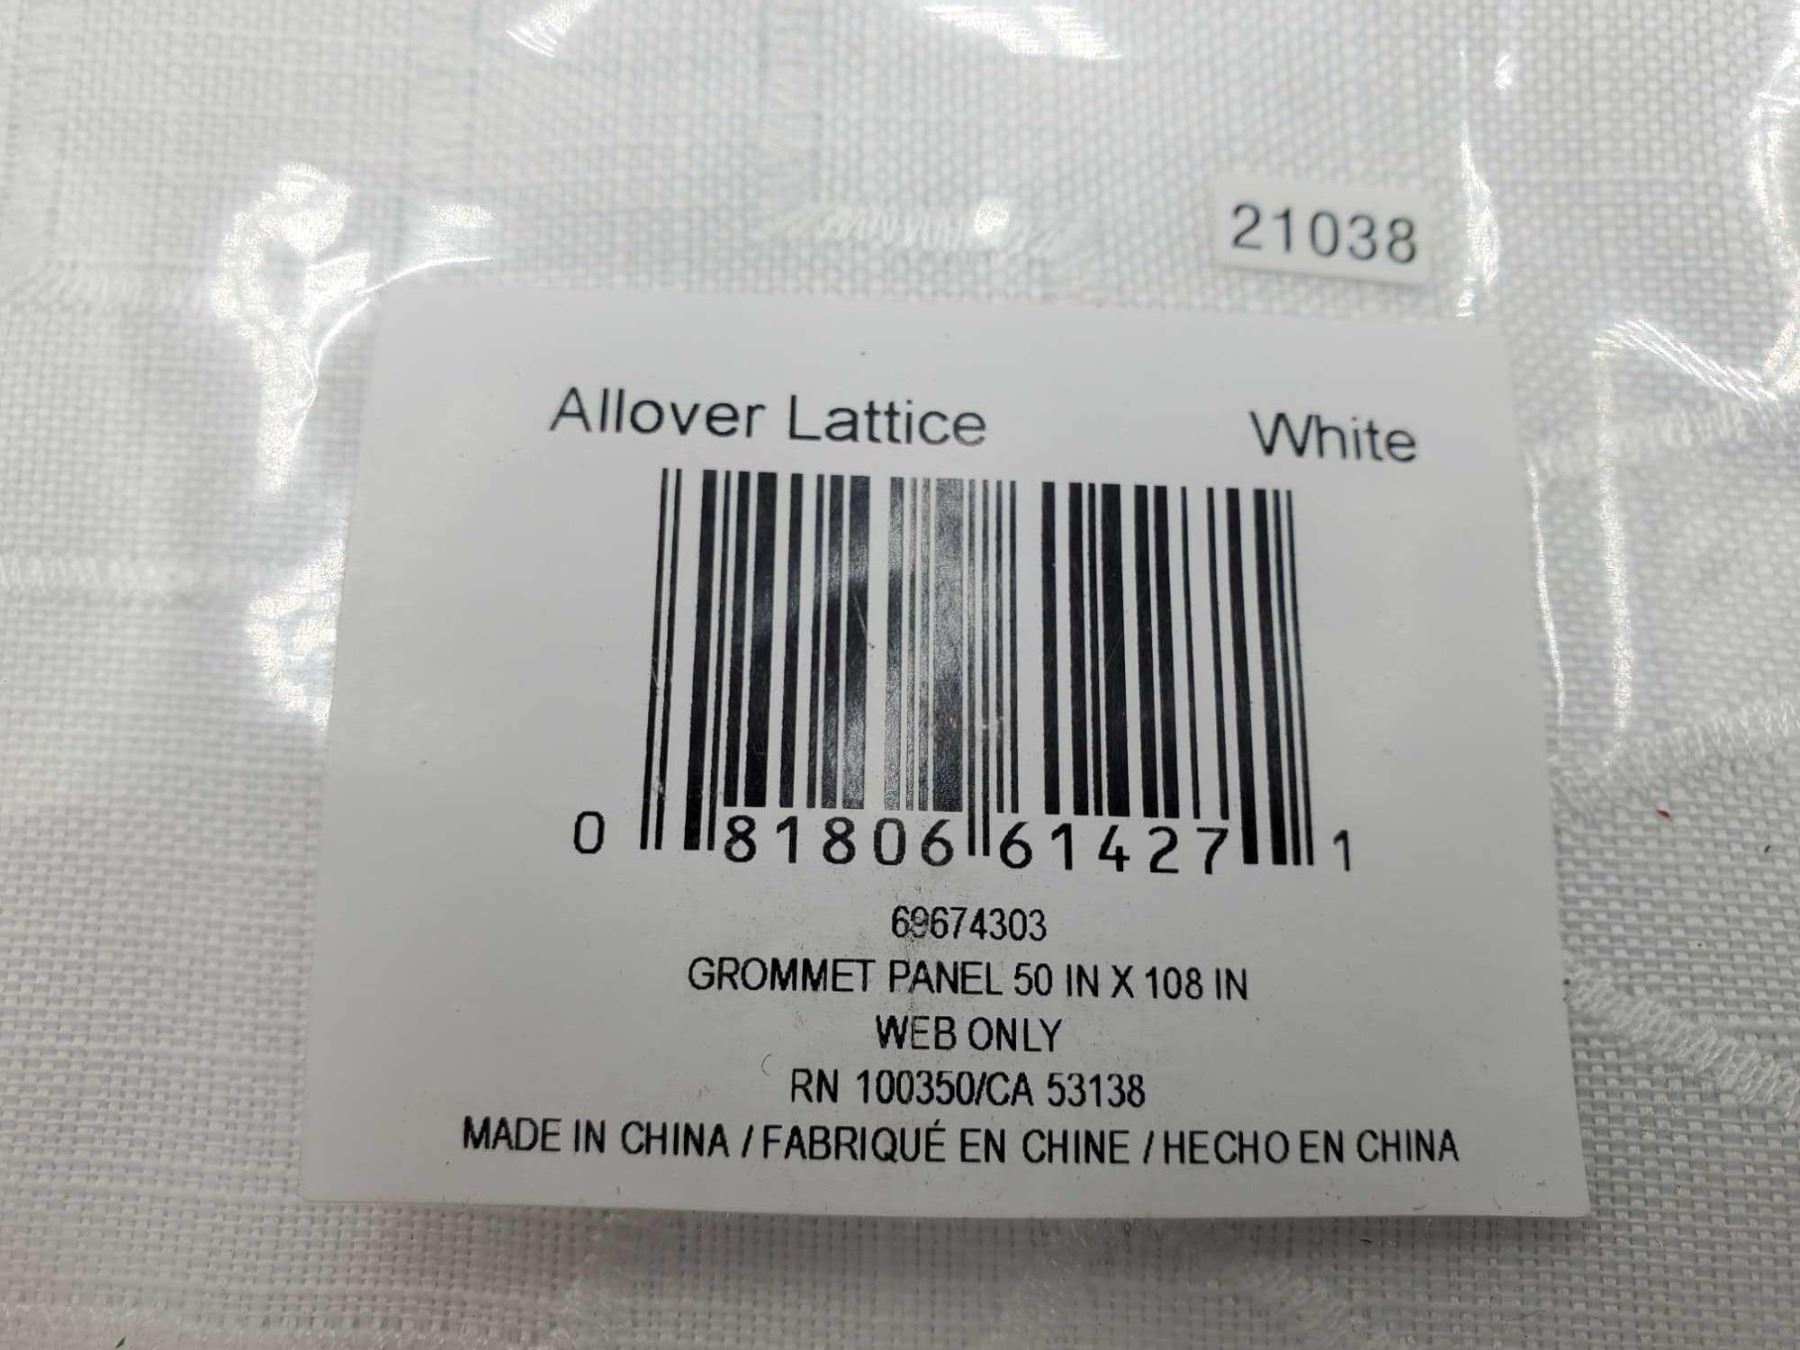 21038
Allover Lattice White
0 81806 61427 1
69674303
GROMMET PANEL 50 IN X 108 IN
WEB ONLY
RN 100350/CA 53138
MADE IN CHINA / FABRIQUÉ EN CHINE / HECHO EN CHINA